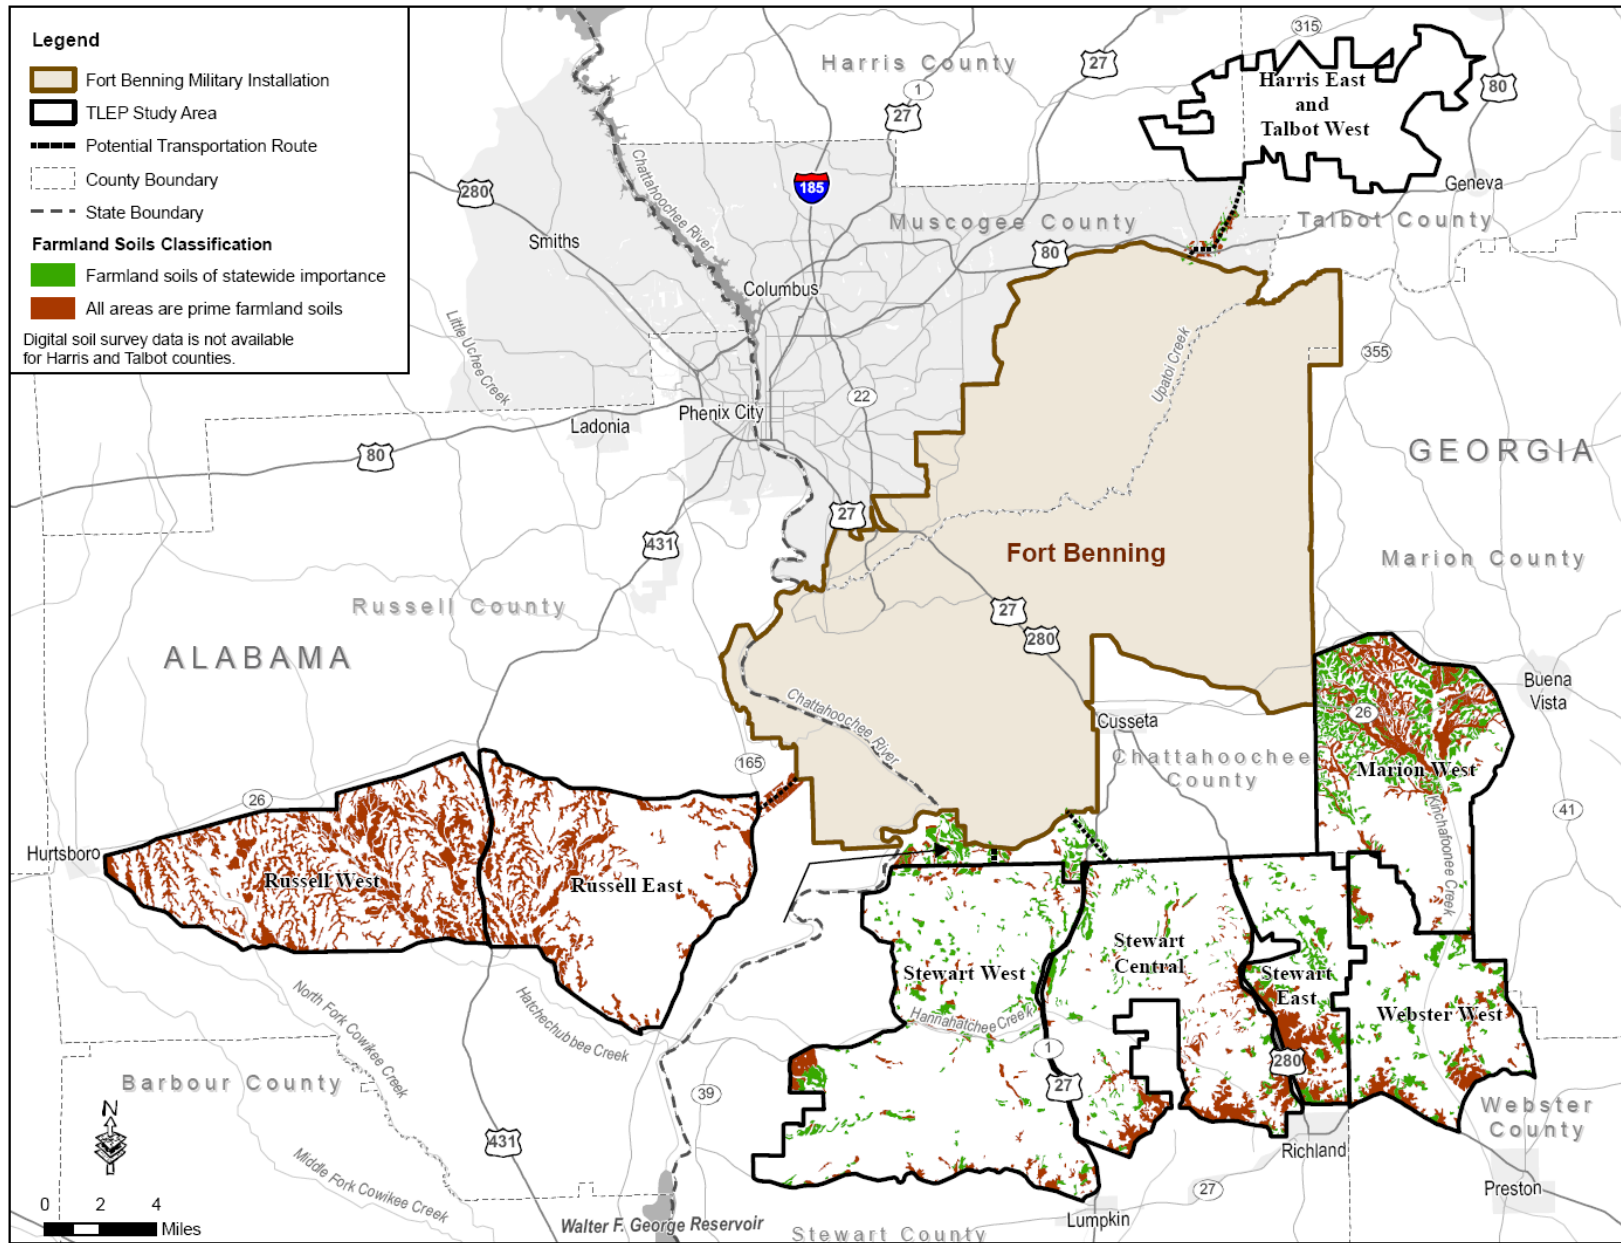 Legend
Fort Benning Military Installation
TLEP Study Area
Potential Transportation Route
County Boundary
State Boundary
Farmland Soils Classification
Farmland soils of statewide importance
All areas are prime farmland soils
Digital soil survey data is not available
for Harris and Talbot counties.
Harris County
315
27
1
27
80
Harris East
and
Talbot West
Geneva
Talbot County
185
280
Chattahoochee River
Muscogee County
80
Smiths
Columbus
Little Uchee Creek
Upatoi Creek
355
22
Phenix City
Ladonia
80
GEORGIA
27
431
Fort Benning
Marion County
Russell County
27
280
ALABAMA
Chattahoochee River
Buena
Vista
26
Cusseta
Chattahoochee
County
165
Marion West
Kinchafoonee Creek
41
26
Hurtsboro
Russell West
Russell East
Stewart West
Stewart
Central
Stewart
East
Webster West
Hannahatchee Creek
North Fork Cowikee Creek
Hatchechubbee Creek
1
280
27
Barbour County
39
N
431
Webster
County
Richland
Middle Fork Cowikee Creek
Preston
27
Lumpkin
0 2 4
Miles
Walter F. George Reservoir
Stewart County